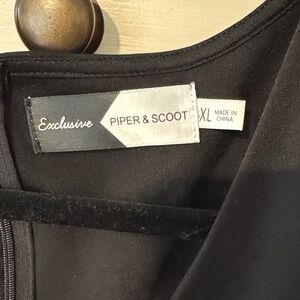 Exclusive
PIPER & SCOOT
XL
MADE IN
CHINA